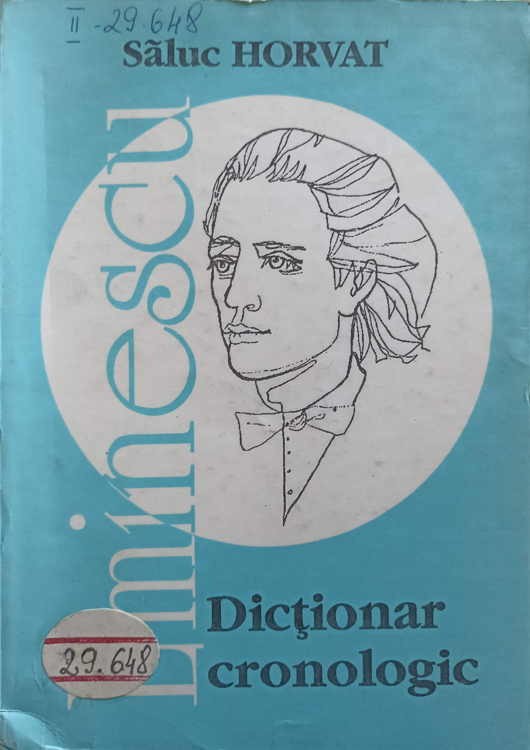 II - 29.648
Săluc HORVAT
Eminescu
Dicţionar
cronologic
29.648